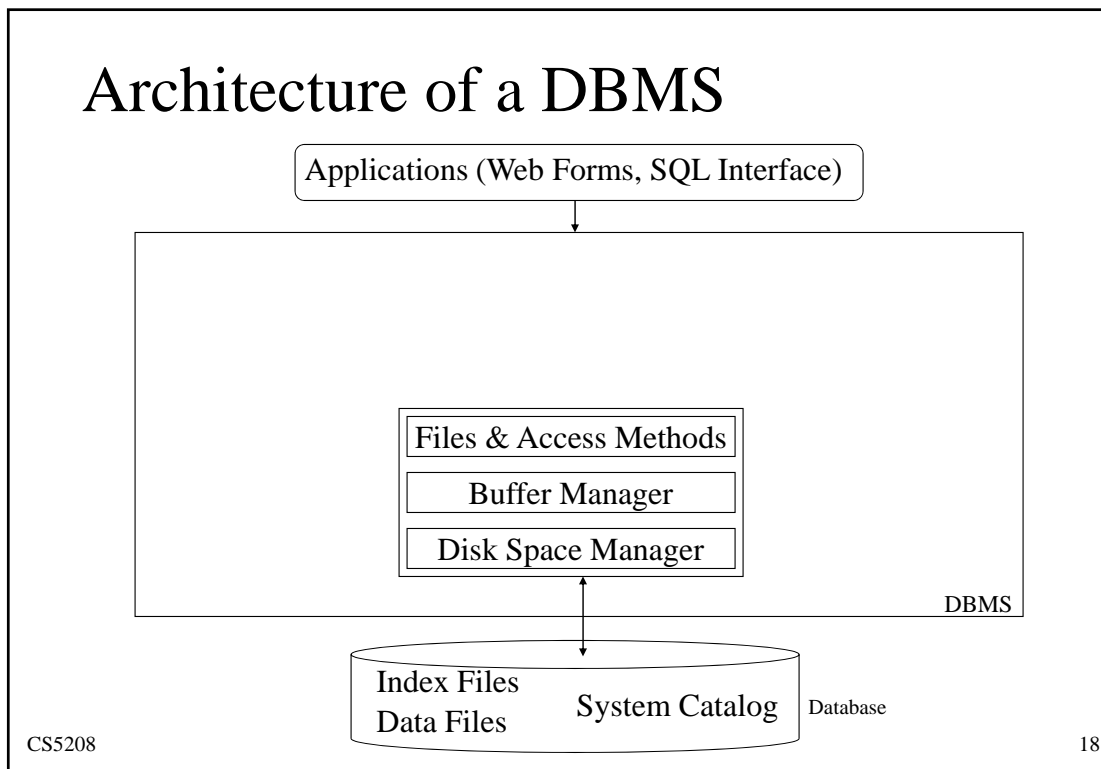 Architecture of a DBMS
Applications (Web Forms, SQL Interface)
Files & Access Methods
Buffer Manager
Disk Space Manager
DBMS
Index Files
Data Files
System Catalog
Database
CS5208
18